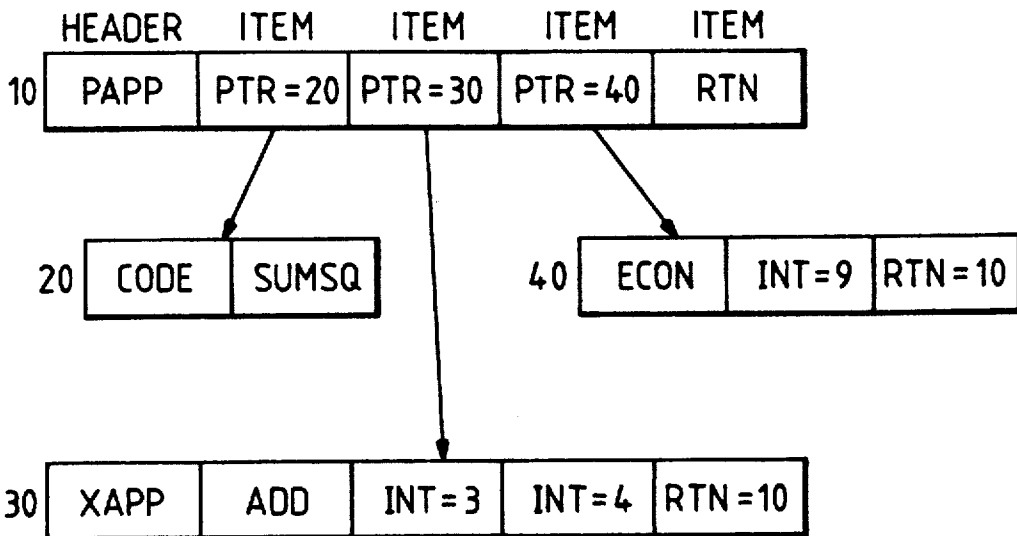 HEADER ITEM ITEM ITEM ITEM
10 PAPP PTR=20 PTR=30 PTR=40 RTN
20 CODE SUMSQ 40 ECON INT=9 RTN=10
30 XAPP ADD INT=3 INT=4 RTN=10